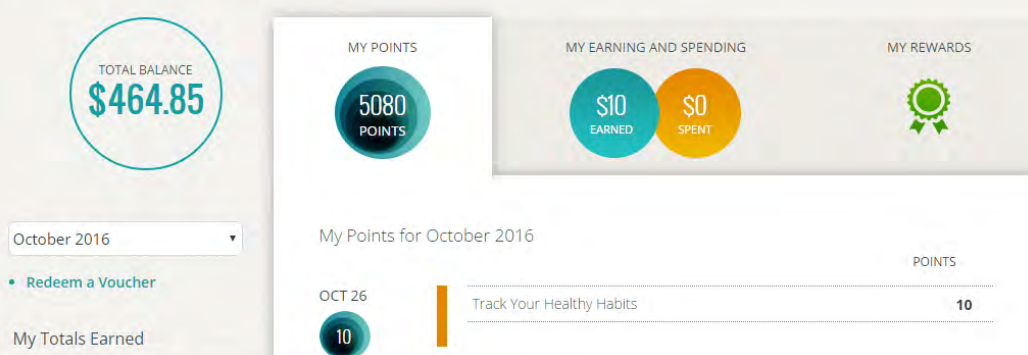 TOTAL BALANCE
$464.85
MY POINTS
5080
POINTS
MY EARNING AND SPENDING
$10
EARNED
$0
SPENT
MY REWARDS
October 2016
Redeem a Voucher
My Totals Earned
My Points for October 2016
POINTS
OCT 26
10
Track Your Healthy Habits
10